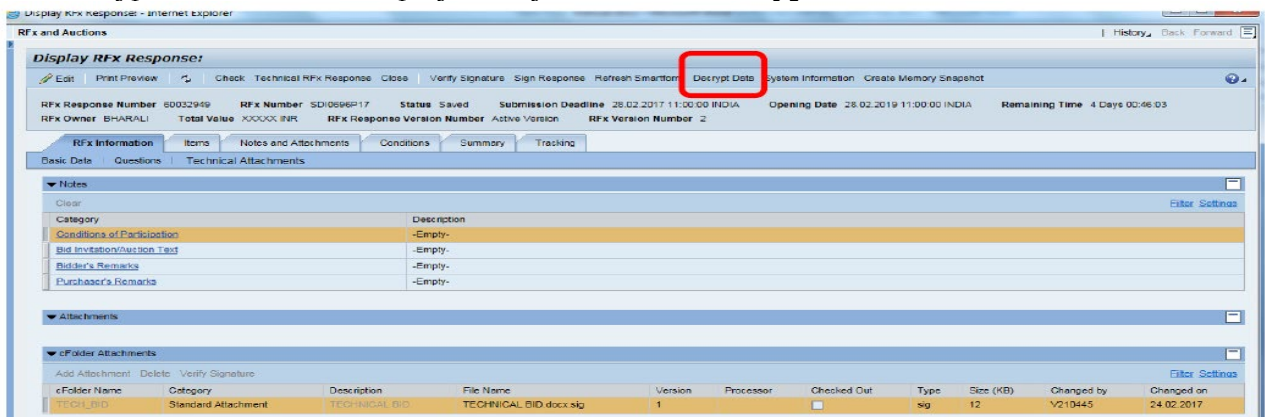 Display RFx Response: - Internet Explorer
RFx and Auctions
History Back Forward
Display RFx Response:
Edit Print Preview Check Technical RFx Response Close Verify Signature Sign Response Refresh Smartform Decrypt Data System Information Create Memory Snapshot
RFx Response Number 60032949 RFx Number SDI0696P17 Status Saved Submission Deadline 28.02.2017 11:00:00 INDIA Opening Date 28.02.2019 11:00:00 INDIA Remaining Time 4 Days 00:46:03
RFx Owner BHARALI Total Value XXXXX INR RFx Response Version Number Active Version RFx Version Number 2
RFx Information Items Notes and Attachments Conditions Summary Tracking
Basic Data Questions Technical Attachments
Notes
Clear Filter Settings
Category Description
Conditions of Participation -Empty-
Bid Invitation/Auction Text -Empty-
Bidder's Remarks -Empty-
Purchaser's Remarks -Empty-
Attachments
cFolder Attachments
Add Attachment Delete Verify Signature Filter Settings
cFolder Name Category Description File Name Version Processor Checked Out Type Size (KB) Changed by Changed on
TECH_BID Standard Attachment TECHNICAL BID TECHNICAL BID.docx.sig 1 sig 12 V210445 24.02.2017